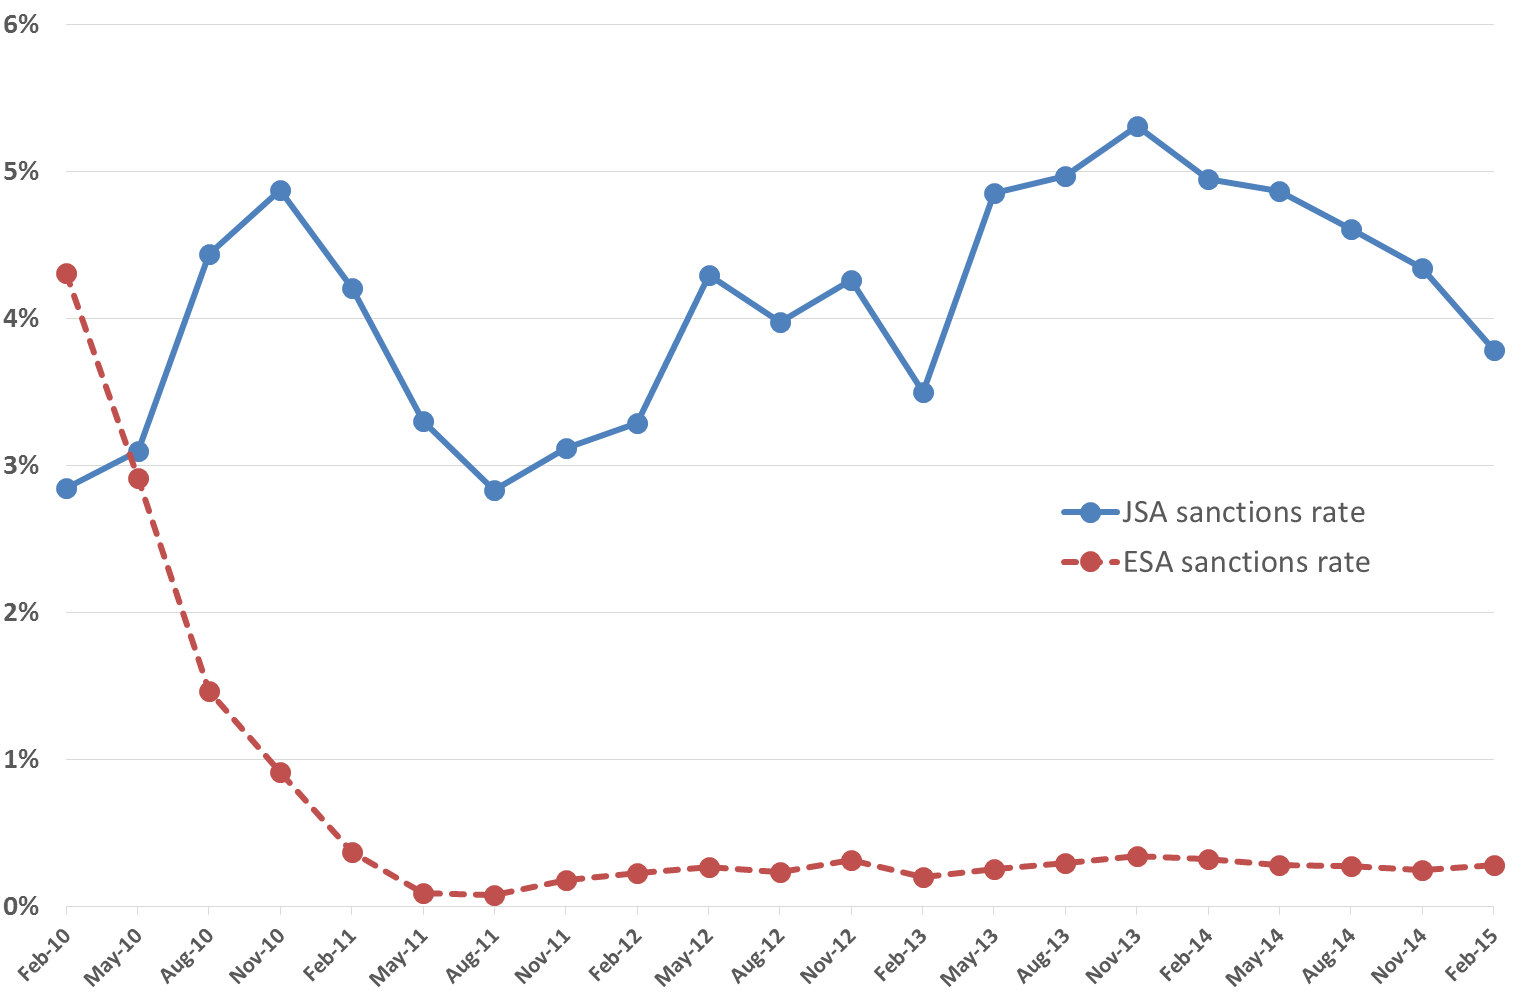 6%
5%
4%
3%
2%
1%
0%
JSA sanctions rate
ESA sanctions rate
Feb-10 May-10 Aug-10 Nov-10 Feb-11 May-11 Aug-11 Nov-11 Feb-12 May-12 Aug-12 Nov-12 Feb-13 May-13 Aug-13 Nov-13 Feb-14 May-14 Aug-14 Nov-14 Feb-15